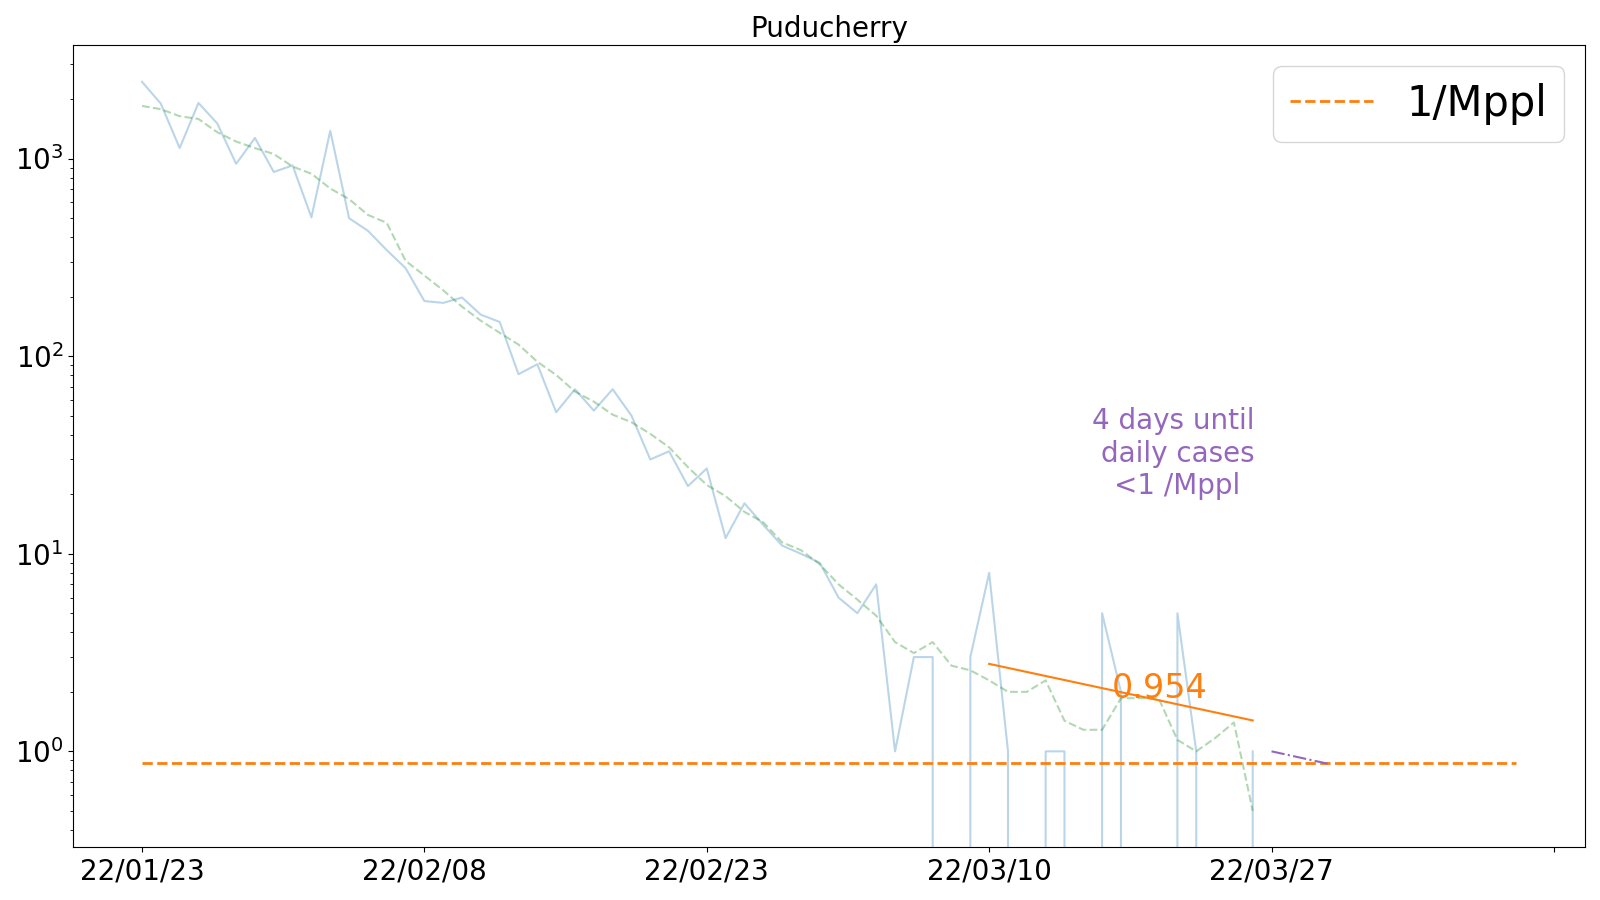 Puducherry
1/Mppl
10³
10²
10¹
10⁰
4 days until
daily cases
<1 /Mppl
0.954
22/01/23
22/02/08
22/02/23
22/03/10
22/03/27